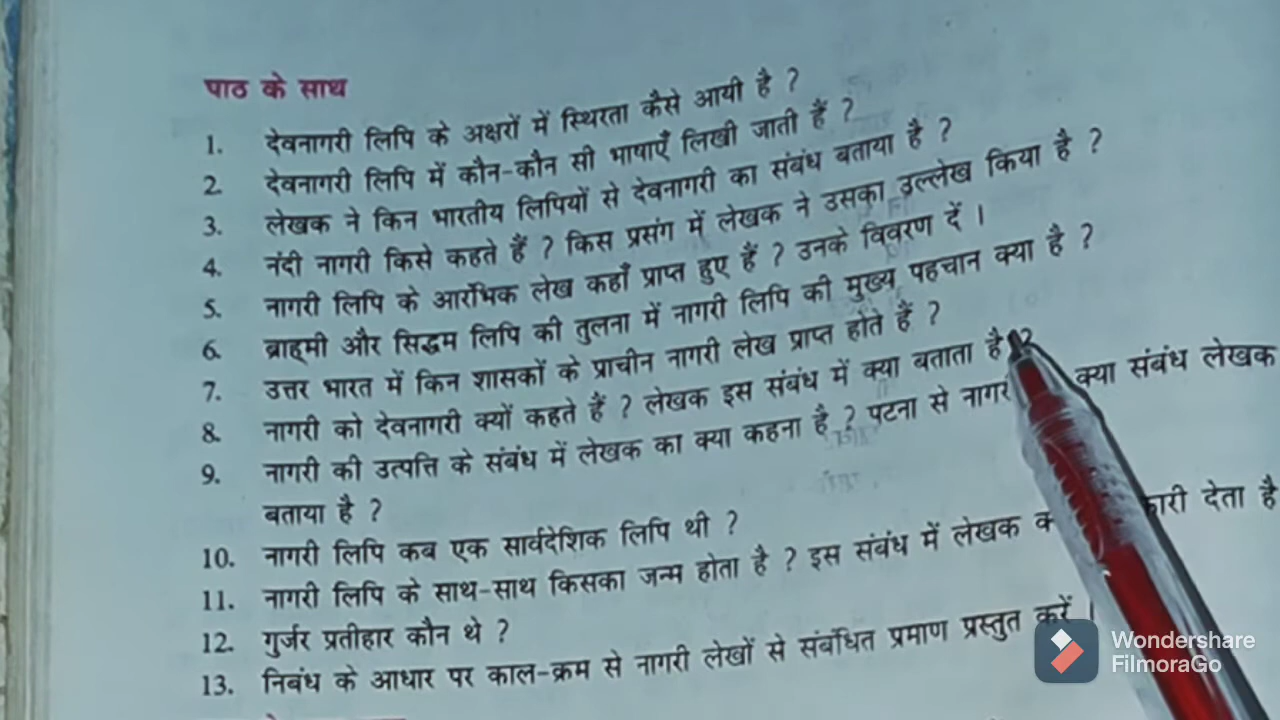 पाठ के साथ
1. देवनागरी लिपि के अक्षरों में स्थिरता कैसे आयी है ?
2. देवनागरी लिपि में कौन-कौन सी भाषाएँ लिखी जाती हैं ?
3. लेखक ने किन भारतीय लिपियों से देवनागरी का संबंध बताया है ?
4. नंदी नागरी किसे कहते हैं ? किस प्रसंग में लेखक ने उसका उल्लेख किया है ?
5. नागरी लिपि के आरंभिक लेख कहाँ प्राप्त हुए हैं ? उनके विवरण दें ।
6. ब्राह्मी और सिद्धम लिपि की तुलना में नागरी लिपि की मुख्य पहचान क्या है ?
7. उत्तर भारत में किन शासकों के प्राचीन नागरी लेख प्राप्त होते हैं ?
8. नागरी को देवनागरी क्यों कहते हैं ? लेखक इस संबंध में क्या बताता है ?
9. नागरी की उत्पत्ति के संबंध में लेखक का क्या कहना है ? पटना से नागर क्या संबंध लेखक
बताया है ?
10. नागरी लिपि कब एक सार्वदेशिक लिपि थी ?
11. नागरी लिपि के साथ-साथ किसका जन्म होता है ? इस संबंध में लेखक देता है
12. गुर्जर प्रतीहार कौन थे ?
13. निबंध के आधार पर काल-क्रम से नागरी लेखों से संबंधित प्रमाण प्रस्तुत करें ।
Wondershare
FilmoraGo